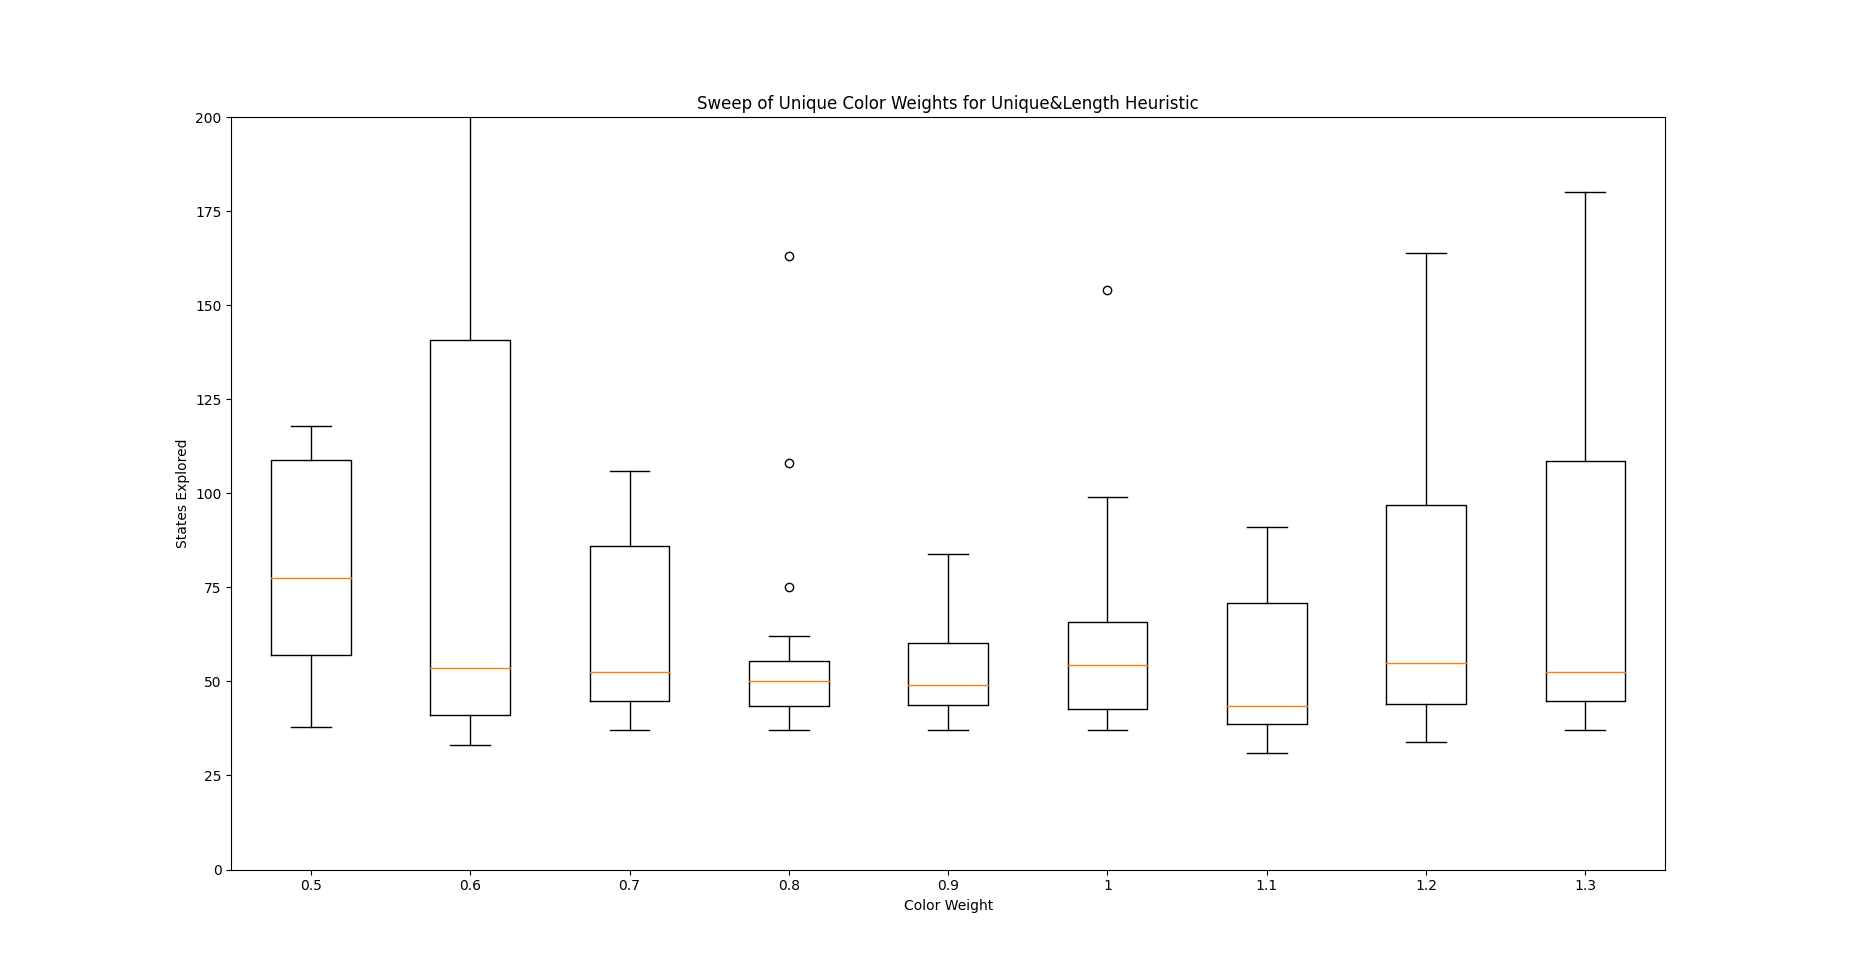 Sweep of Unique Color Weights for Unique&Length Heuristic
200
175
150
125
100
75
50
25
0
States Explored
0.5 0.6 0.7 0.8 0.9 1 1.1 1.2 1.3
Color Weight